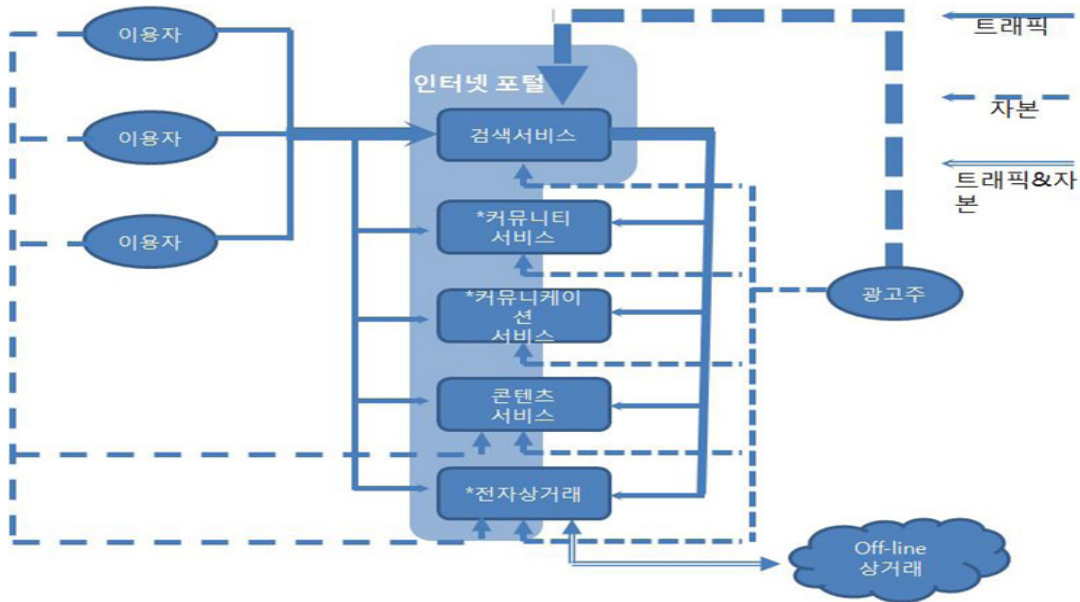 이용자
트래픽
인터넷 포털
자본
이용자
검색서비스
트래픽&자
본
이용자
*커뮤니티
서비스
광고주
*커뮤니케이
션
서비스
콘텐츠
서비스
*전자상거래
Off-line
상거래